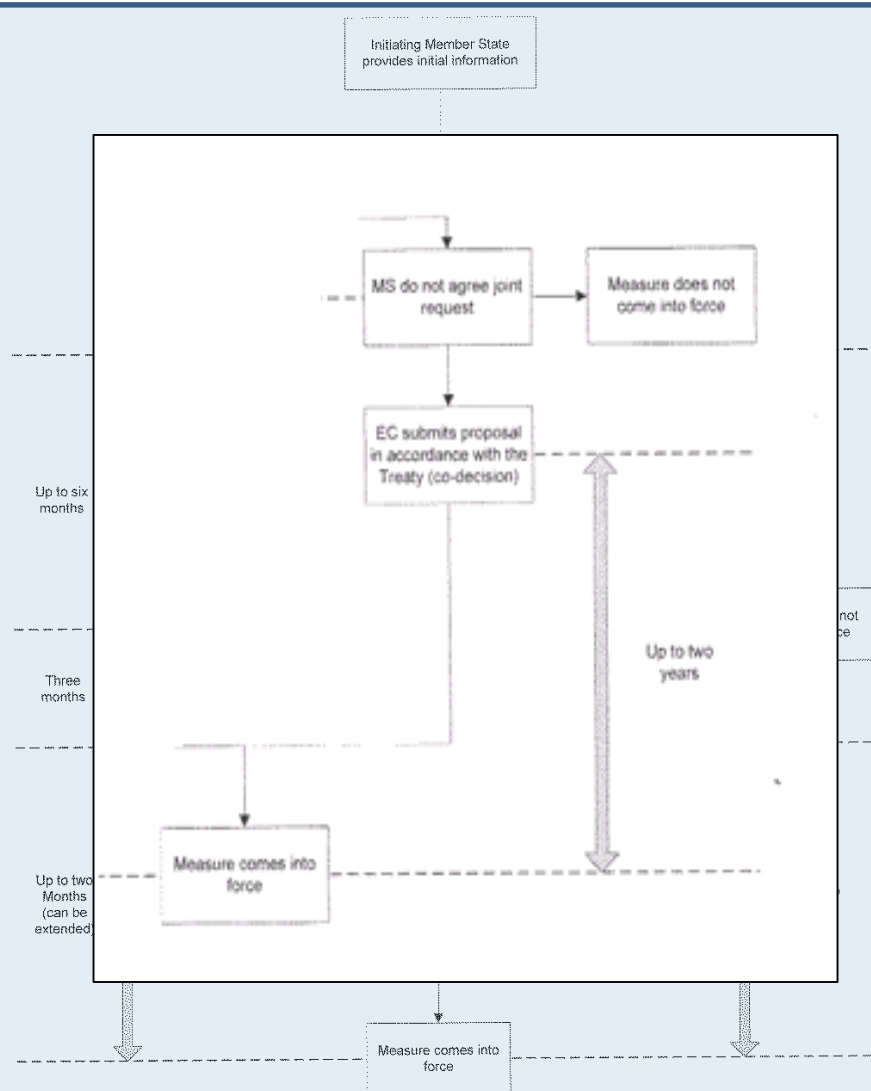 Initiating Member State
provides initial information
MS do not agree joint
request
Measure does not
come into force
EC submits proposal
in accordance with the
Treaty (co-decision)
Up to six
months
not
Up to two
years
Three
months
Measure comes into
force
Up to two
Months
(can be
extended)
Measure comes into
force